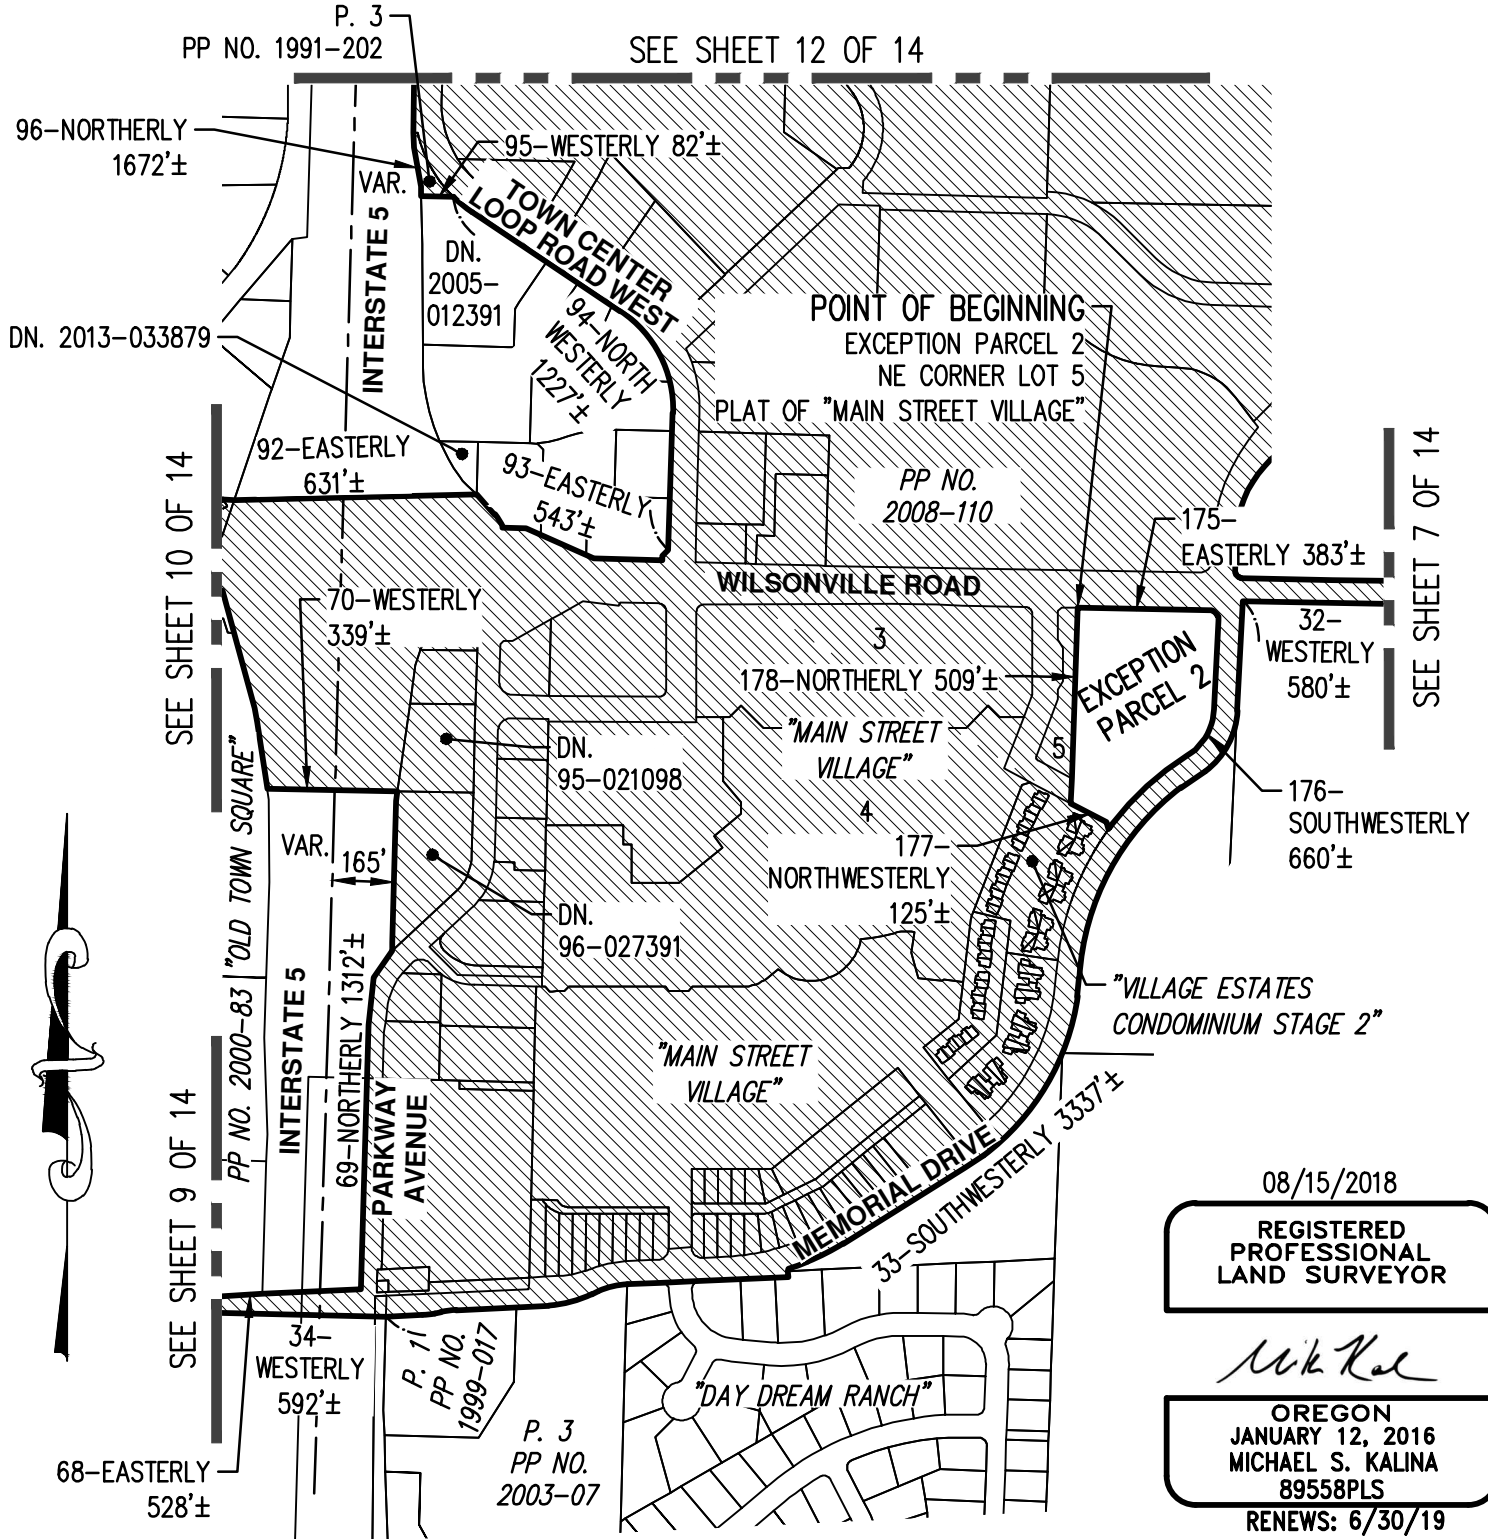 P. 3
PP NO. 1991-202
SEE SHEET 12 OF 14
96-NORTHERLY
1672'±
95-WESTERLY 82'±
VAR.
INTERSTATE 5
TOWN CENTER
LOOP ROAD WEST
DN.
2005-
012391
DN. 2013-033879
94-NORTH
WESTERLY
1227'±
POINT OF BEGINNING
EXCEPTION PARCEL 2
NE CORNER LOT 5
PLAT OF "MAIN STREET VILLAGE"
92-EASTERLY
631'±
93-EASTERLY
543'±
PP NO.
2008-110
SEE SHEET 10 OF 14
SEE SHEET 7 OF 14
175-
EASTERLY 383'±
WILSONVILLE ROAD
70-WESTERLY
339'±
3
32-
WESTERLY
580'±
178-NORTHERLY 509'±
EXCEPTION
PARCEL 2
"MAIN STREET
VILLAGE"
5
4
DN.
95-021098
176-
SOUTHWESTERLY
660'±
177-
NORTHWESTERLY
125'±
VAR.
165'
DN.
96-027391
PP NO. 2000-83
"OLD TOWN SQUARE"
INTERSTATE 5
69-NORTHERLY 1312'±
"VILLAGE ESTATES
CONDOMINIUM STAGE 2"
"MAIN STREET
VILLAGE"
PARKWAY
AVENUE
SEE SHEET 9 OF 14
MEMORIAL DRIVE
33-SOUTHWESTERLY 3337'±
34-
WESTERLY
592'±
P. 1
PP NO.
1999-017
"DAY DREAM RANCH"
P. 3
PP NO.
2003-07
68-EASTERLY
528'±
08/15/2018
REGISTERED
PROFESSIONAL
LAND SURVEYOR
Mik Kal
OREGON
JANUARY 12, 2016
MICHAEL S. KALINA
89558PLS
RENEWS: 6/30/19